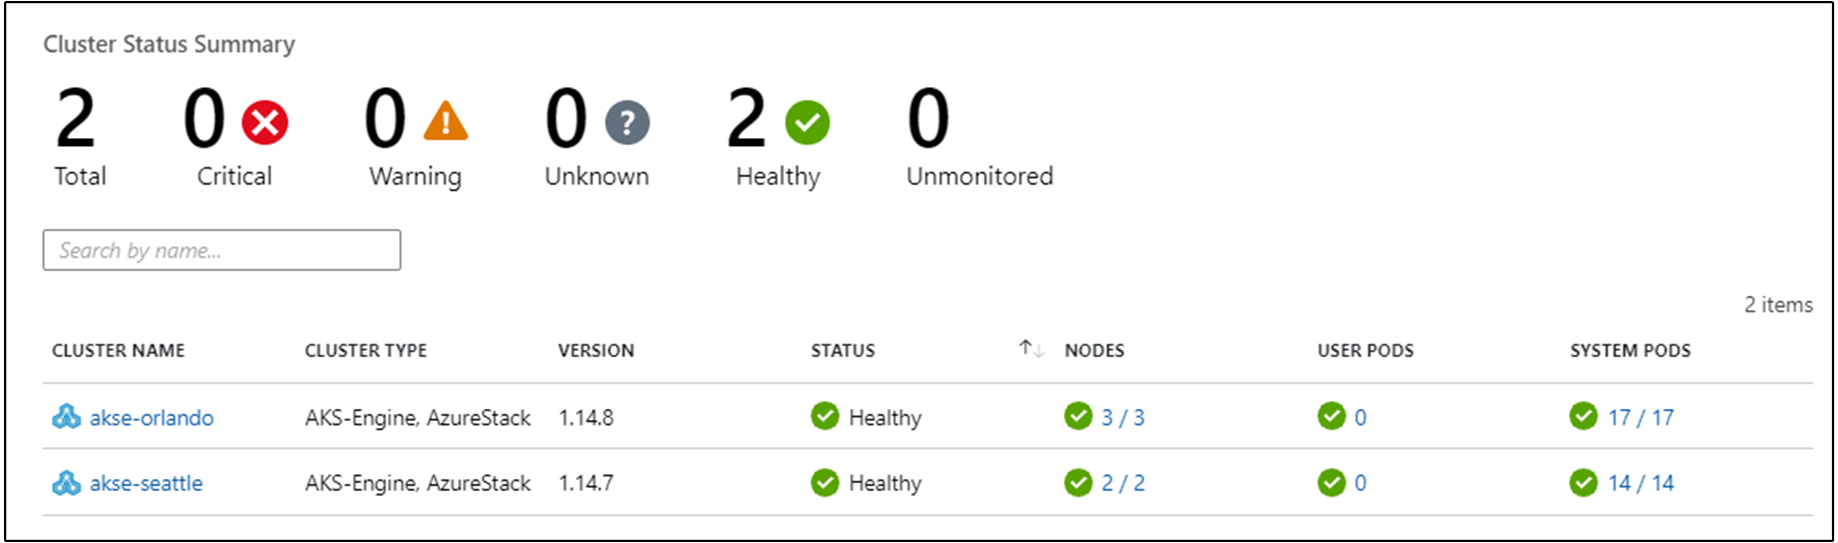 Cluster Status Summary
2 0 0 0 2 0
Total Critical Warning Unknown Healthy Unmonitored
Search by name...
2 items
CLUSTER NAME CLUSTER TYPE VERSION STATUS NODES USER PODS SYSTEM PODS
akse-orlando AKS-Engine, AzureStack 1.14.8 Healthy 3 / 3 0 17 / 17
akse-seattle AKS-Engine, AzureStack 1.14.7 Healthy 2 / 2 0 14 / 14